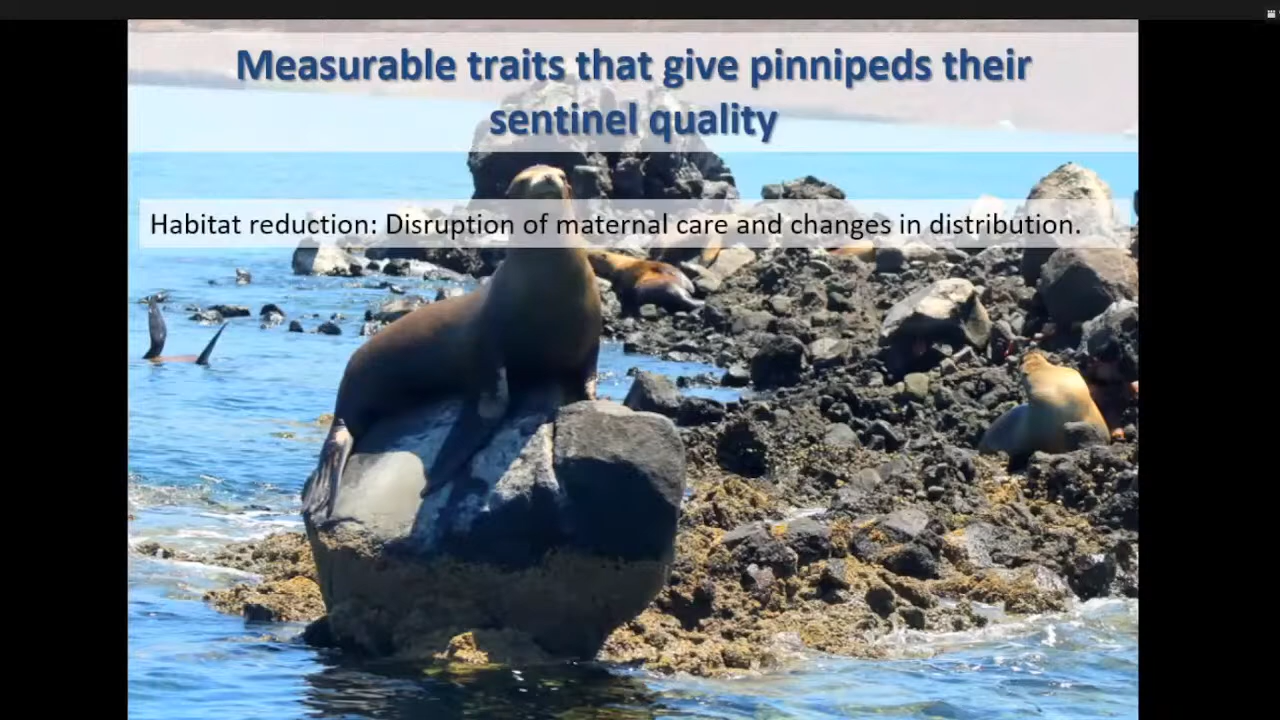 Measurable traits that give pinnipeds their
sentinel quality
Habitat reduction: Disruption of maternal care and changes in distribution.